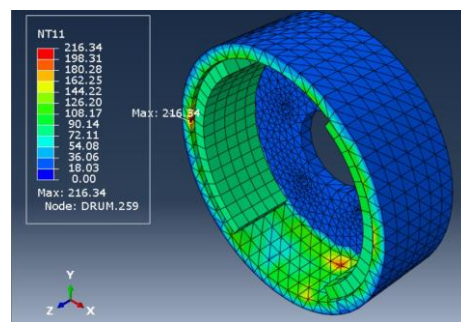 NT11
216.34
198.31
180.28
162.25
144.22
126.20
108.17
90.14
72.11
54.08
36.06
18.03
0.00
Max: 216.34
Node: DRUM.259
Max: 216.34
Y
Z X